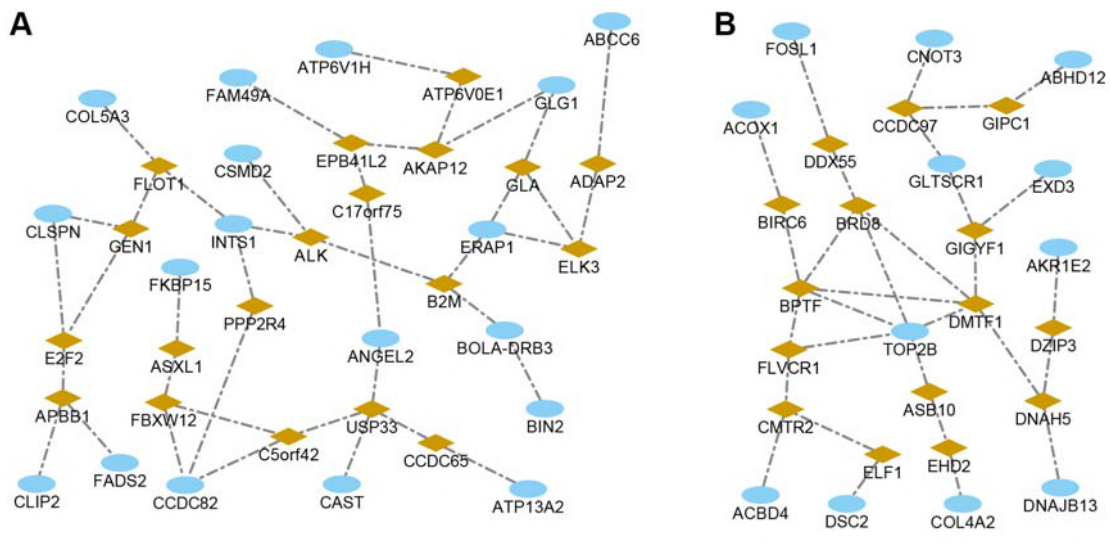 A
ABCC6
ATP6V1H
FAM49A
ATP6V0E1
GLG1
COL5A3
EPB41L2
AKAP12
CSMD2
FLOT1
GLA
ADAP2
C17orf75
CLSPN
GEN1
INTS1
ALK
ERAP1
ELK3
FKBP15
B2M
PPP2R4
E2F2
ASXL1
ANGEL2
BOLA-DRB3
APBB1
FBXW12
USP33
BIN2
C5orf42
CCDC65
CLIP2
FADS2
CCDC82
CAST
ATP13A2
B
FOSL1
CNOT3
ABHD12
ACOX1
CCDC97
GIPC1
DDX55
GLTSCR1
EXD3
BIRC6
BRD8
GIGYF1
AKR1E2
BPTF
DMTF1
FLVCR1
TOP2B
DZIP3
CMTR2
ASB10
DNAH5
ELF1
EHD2
ACBD4
DSC2
COL4A2
DNAJB13